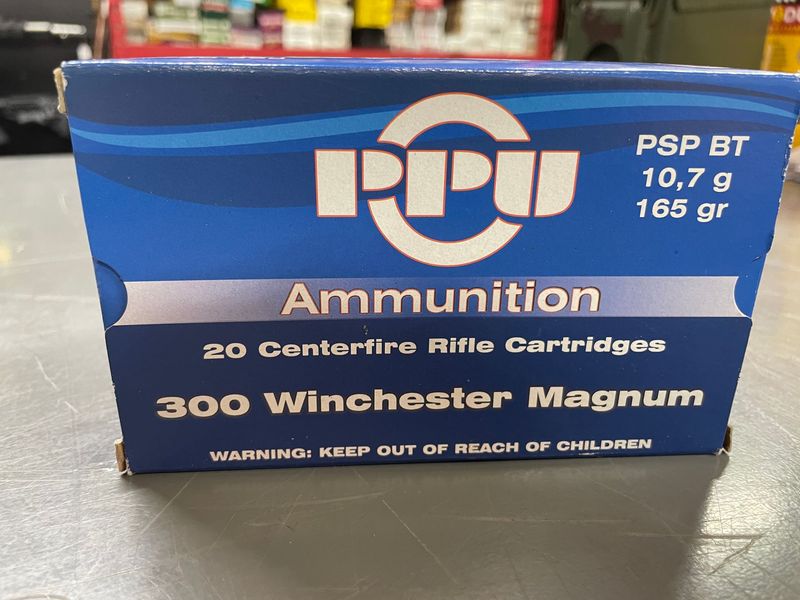 PPU
PSP BT
10,7 g
165 gr
Ammunition
20 Centerfire Rifle Cartridges
300 Winchester Magnum
WARNING: KEEP OUT OF REACH OF CHILDREN